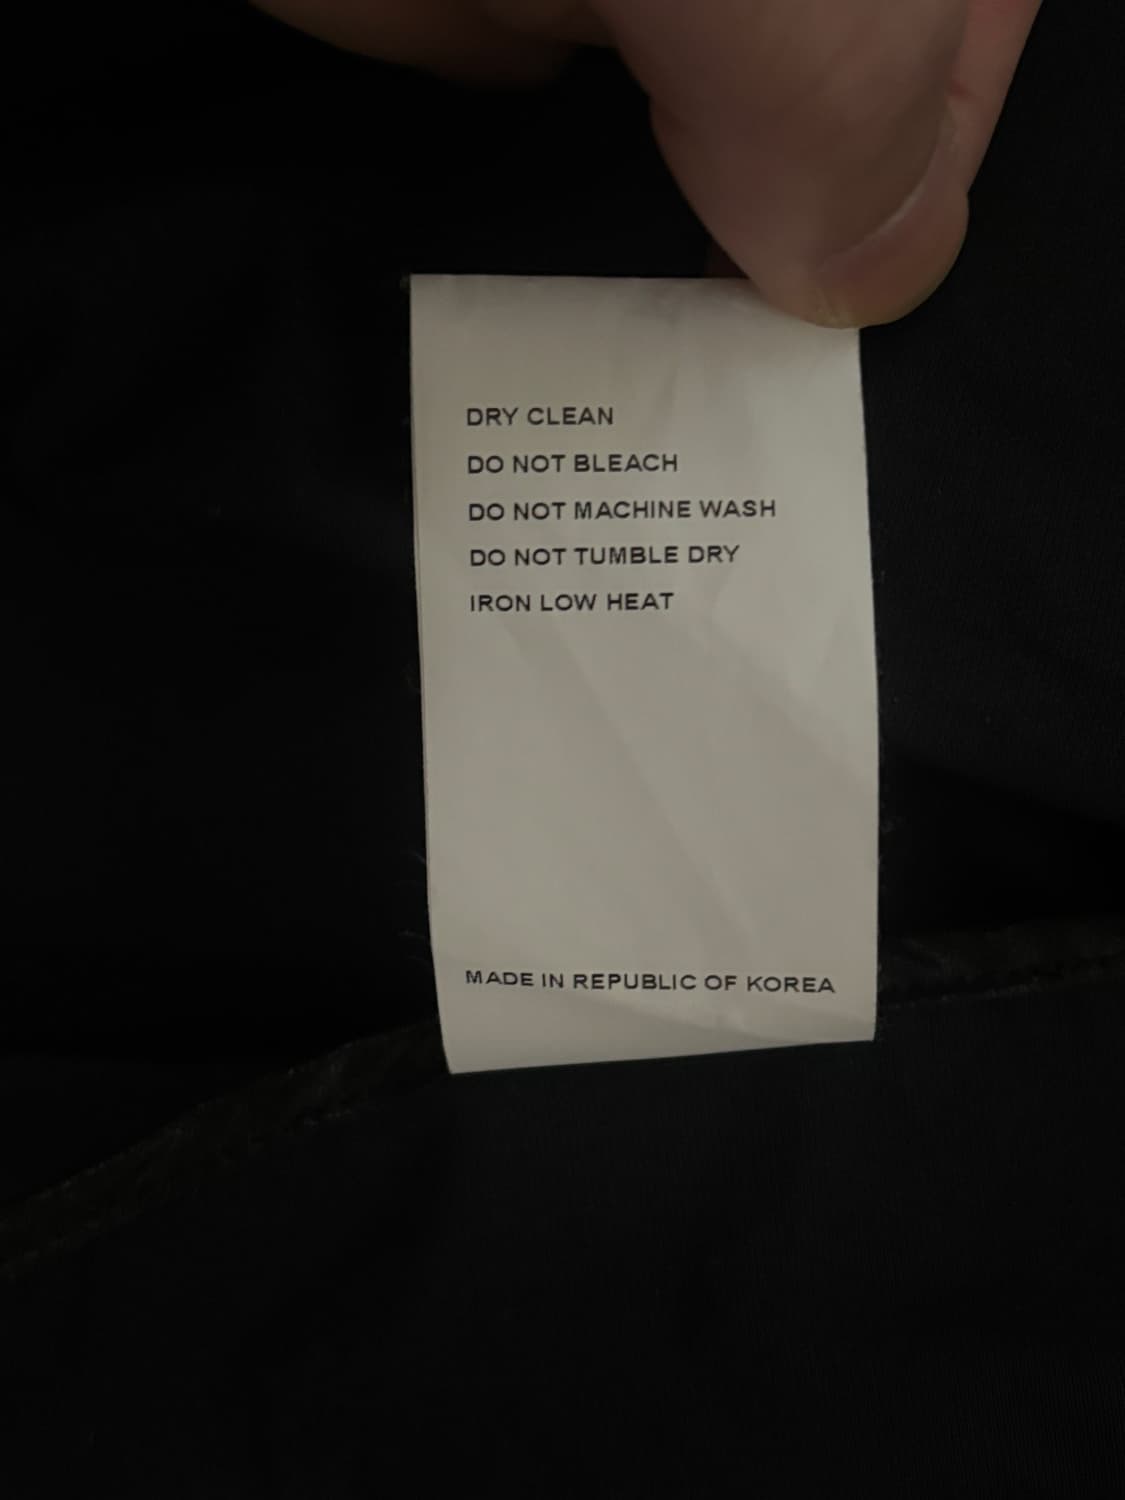 DRY CLEAN
DO NOT BLEACH
DO NOT MACHINE WASH
DO NOT TUMBLE DRY
IRON LOW HEAT
MADE IN REPUBLIC OF KOREA